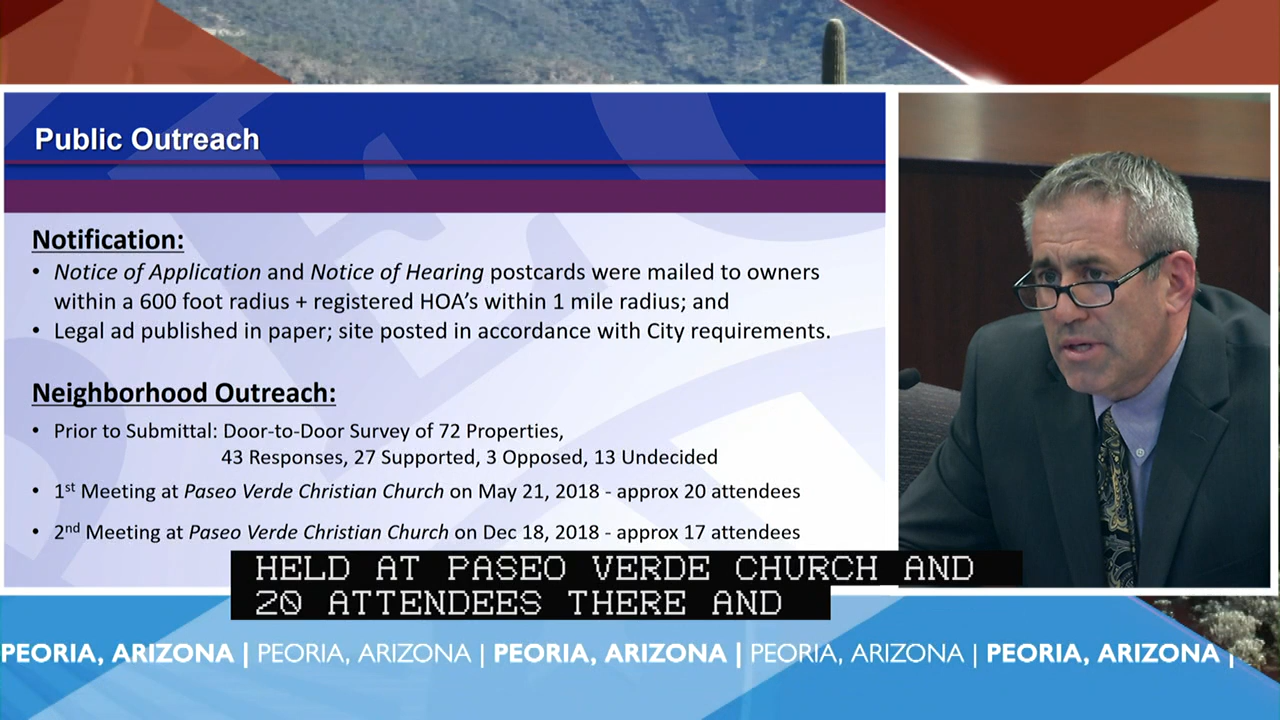 Public Outreach
Notification:
• Notice of Application and Notice of Hearing postcards were mailed to owners
within a 600 foot radius + registered HOA's within 1 mile radius; and
• Legal ad published in paper; site posted in accordance with City requirements.
Neighborhood Outreach:
• Prior to Submittal: Door-to-Door Survey of 72 Properties,
43 Responses, 27 Supported, 3 Opposed, 13 Undecided
• 1st Meeting at Paseo Verde Christian Church on May 21, 2018 - approx 20 attendees
• 2nd Meeting at Paseo Verde Christian Church on Dec 18, 2018 - approx 17 attendees
HELD AT PASEO VERDE CHURCH AND
20 ATTENDEES THERE AND
PEORIA, ARIZONA | PEORIA, ARIZONA | PEORIA, ARIZONA | PEORIA, ARIZONA | PEORIA, ARIZONA |